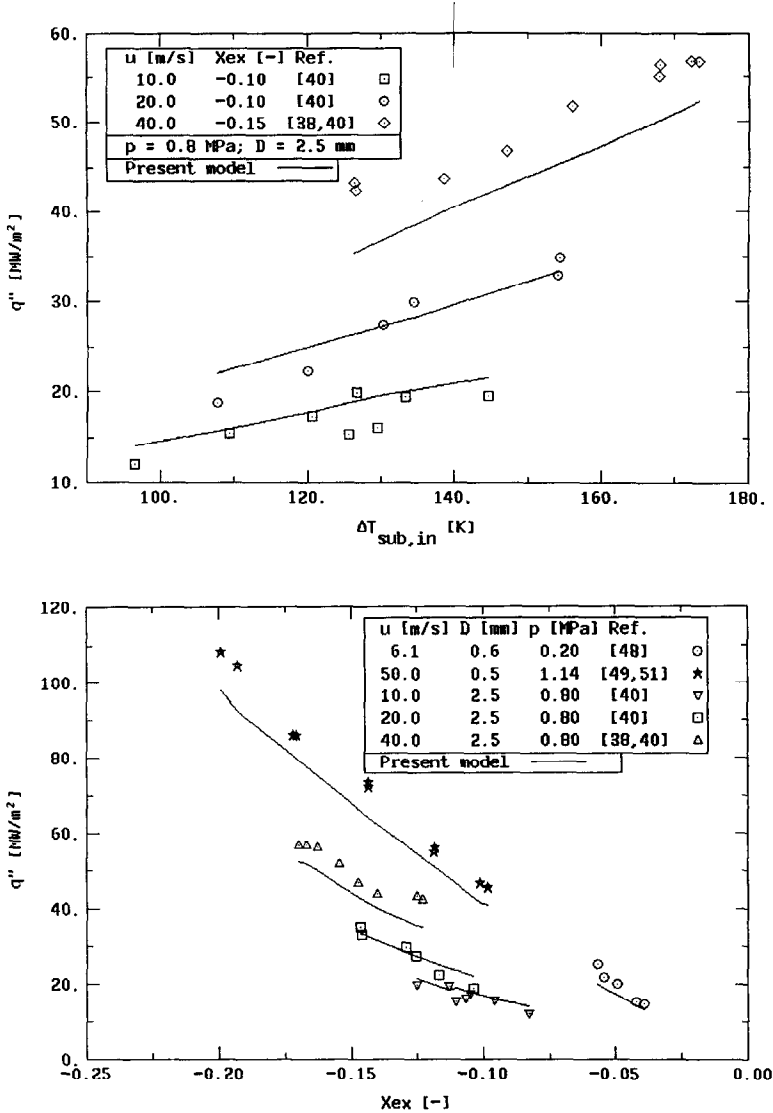 60.
50.
40.
30.
20.
10.
q" [MW/m²]
u [m/s] Xex [-] Ref.
10.0 -0.10 [40]
20.0 -0.10 [40]
40.0 -0.15 [38,40]
p = 0.8 MPa; D = 2.5 mm
Present model
100. 120. 140. 160. 180.
ΔT sub,in [K]
120.
100.
80.
60.
40.
20.
0.
q" [MW/m²]
u [m/s] D [mm] p [MPa] Ref.
6.1 0.6 0.20 [48]
50.0 0.5 1.14 [49,51]
10.0 2.5 0.80 [40]
20.0 2.5 0.80 [40]
40.0 2.5 0.80 [38,40]
Present model
-0.25 -0.20 -0.15 -0.10 -0.05 0.00
Xex [-]